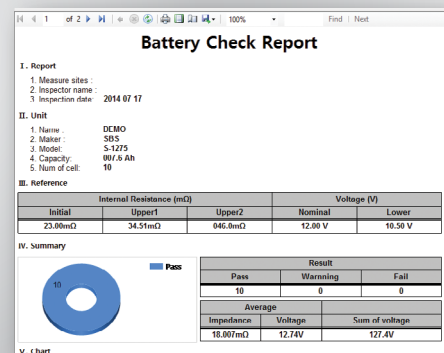 1 of 2 100% Find | Next
Battery Check Report
I. Report
1. Measure sites :
2. Inspector name :
3. Inspection date: 2014 07 17
II. Unit
1. Name : DEMO
2. Maker : SBS
3. Model: S-1275
4. Capacity: 007.6 Ah
5. Num of cell: 10
III. Reference
Internal Resistance (mΩ) Voltage (V)
Initial Upper1 Upper2 Nominal Lower
23.00mΩ 34.51mΩ 046.0mΩ 12.00 V 10.50 V
IV. Summary
10
Pass
Result
Pass Warnning Fail
10 0 0
Average
Impedance Voltage Sum of voltage
18.007mΩ 12.74V 127.4V
V. Chart